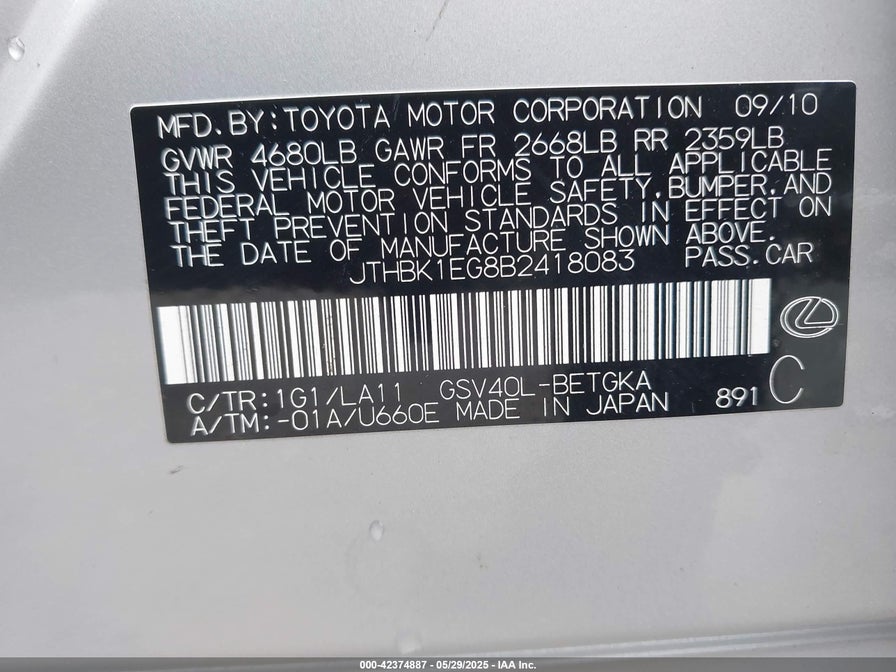 MFD. BY: TOYOTA MOTOR CORPORATION 09/10
GVWR 4680LB GAWR FR 2668LB RR 2359LB
THIS VEHICLE CONFORMS TO ALL APPLICABLE
FEDERAL MOTOR VEHICLE SAFETY, BUMPER, AND
THEFT PREVENTION STANDARDS IN EFFECT ON
THE DATE OF MANUFACTURE SHOWN ABOVE.
JTHBK1EG8B2418083 PASS. CAR
C/TR: 1G1/LA11 GSV40L-BETGKA
A/TM: -01A/U660E MADE IN JAPAN 891 C
000-42374887 - 05/29/2025 - IAA Inc.